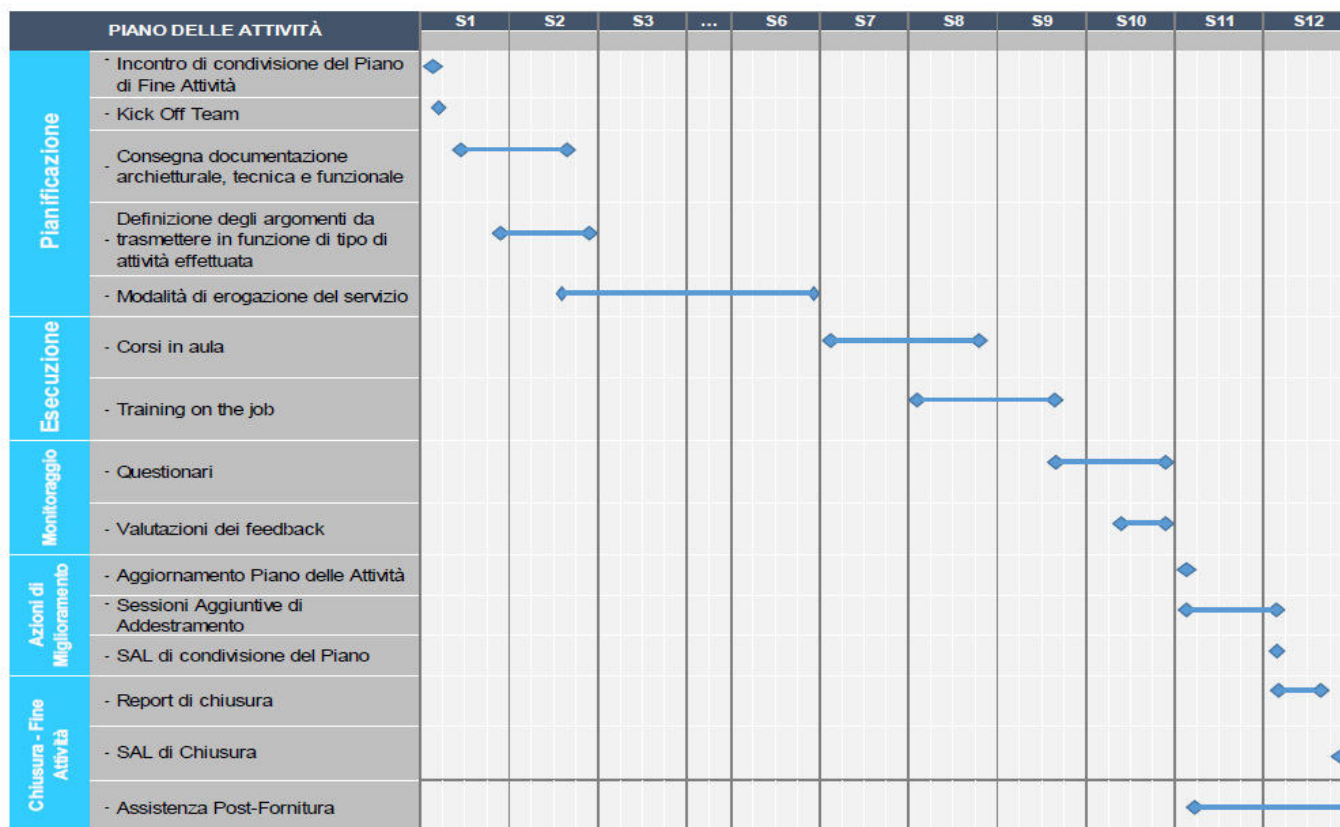 PIANO DELLE ATTIVITÀ
S1 S2 S3 ... S6 S7 S8 S9 S10 S11 S12
Pianificazione
- Incontro di condivisione del Piano
di Fine Attività
- Kick Off Team
- Consegna documentazione
archietturale, tecnica e funzionale
Definizione degli argomenti da
- trasmettere in funzione di tipo di
attività effettuata
- Modalità di erogazione del servizio
Esecuzione
- Corsi in aula
- Training on the job
Monitoraggio
- Questionari
- Valutazioni dei feedback
Azioni di
Miglioramento
- Aggiornamento Piano delle Attività
- Sessioni Aggiuntive di
Addestramento
- SAL di condivisione del Piano
Chiusura - Fine
Attività
- Report di chiusura
- SAL di Chiusura
- Assistenza Post-Fornitura